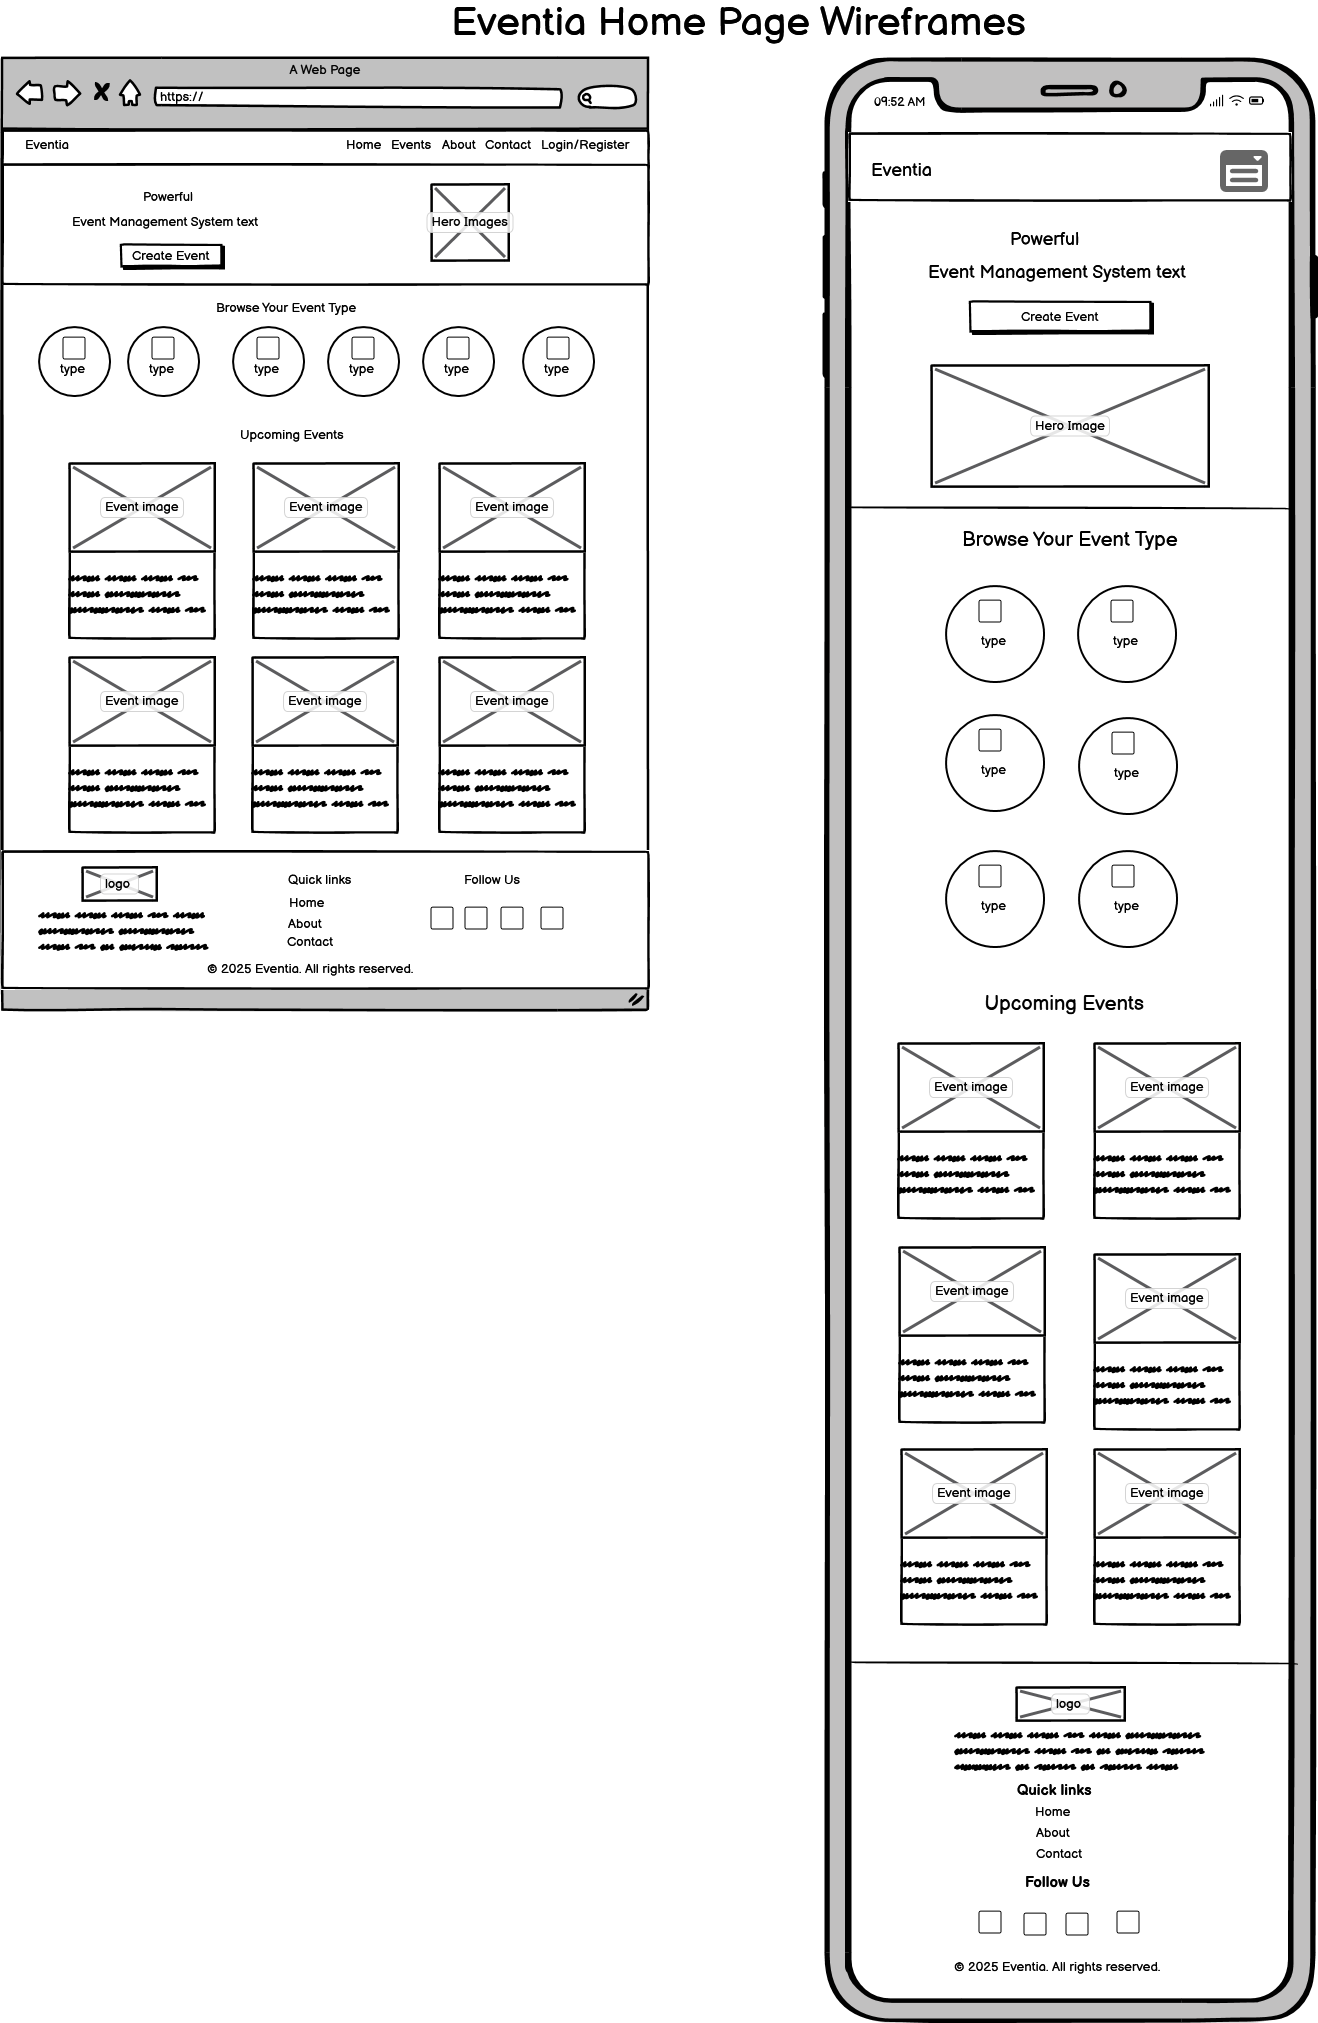 Eventia Home Page Wireframes
A Web Page
https://
Eventia Home Events About Contact Login/Register
Powerful
Event Management System text
Create Event
Hero Images
Browse Your Event Type
type type type type type type
Upcoming Events
Event image Event image Event image
Event image Event image Event image
logo
Quick links
Home
About
Contact
Follow Us
© 2025 Eventia. All rights reserved.
09:52 AM
Eventia
Powerful
Event Management System text
Create Event
Hero Image
Browse Your Event Type
type type
type type
type type
Upcoming Events
Event image Event image
Event image Event image
Event image Event image
logo
Quick links
Home
About
Contact
Follow Us
© 2025 Eventia. All rights reserved.